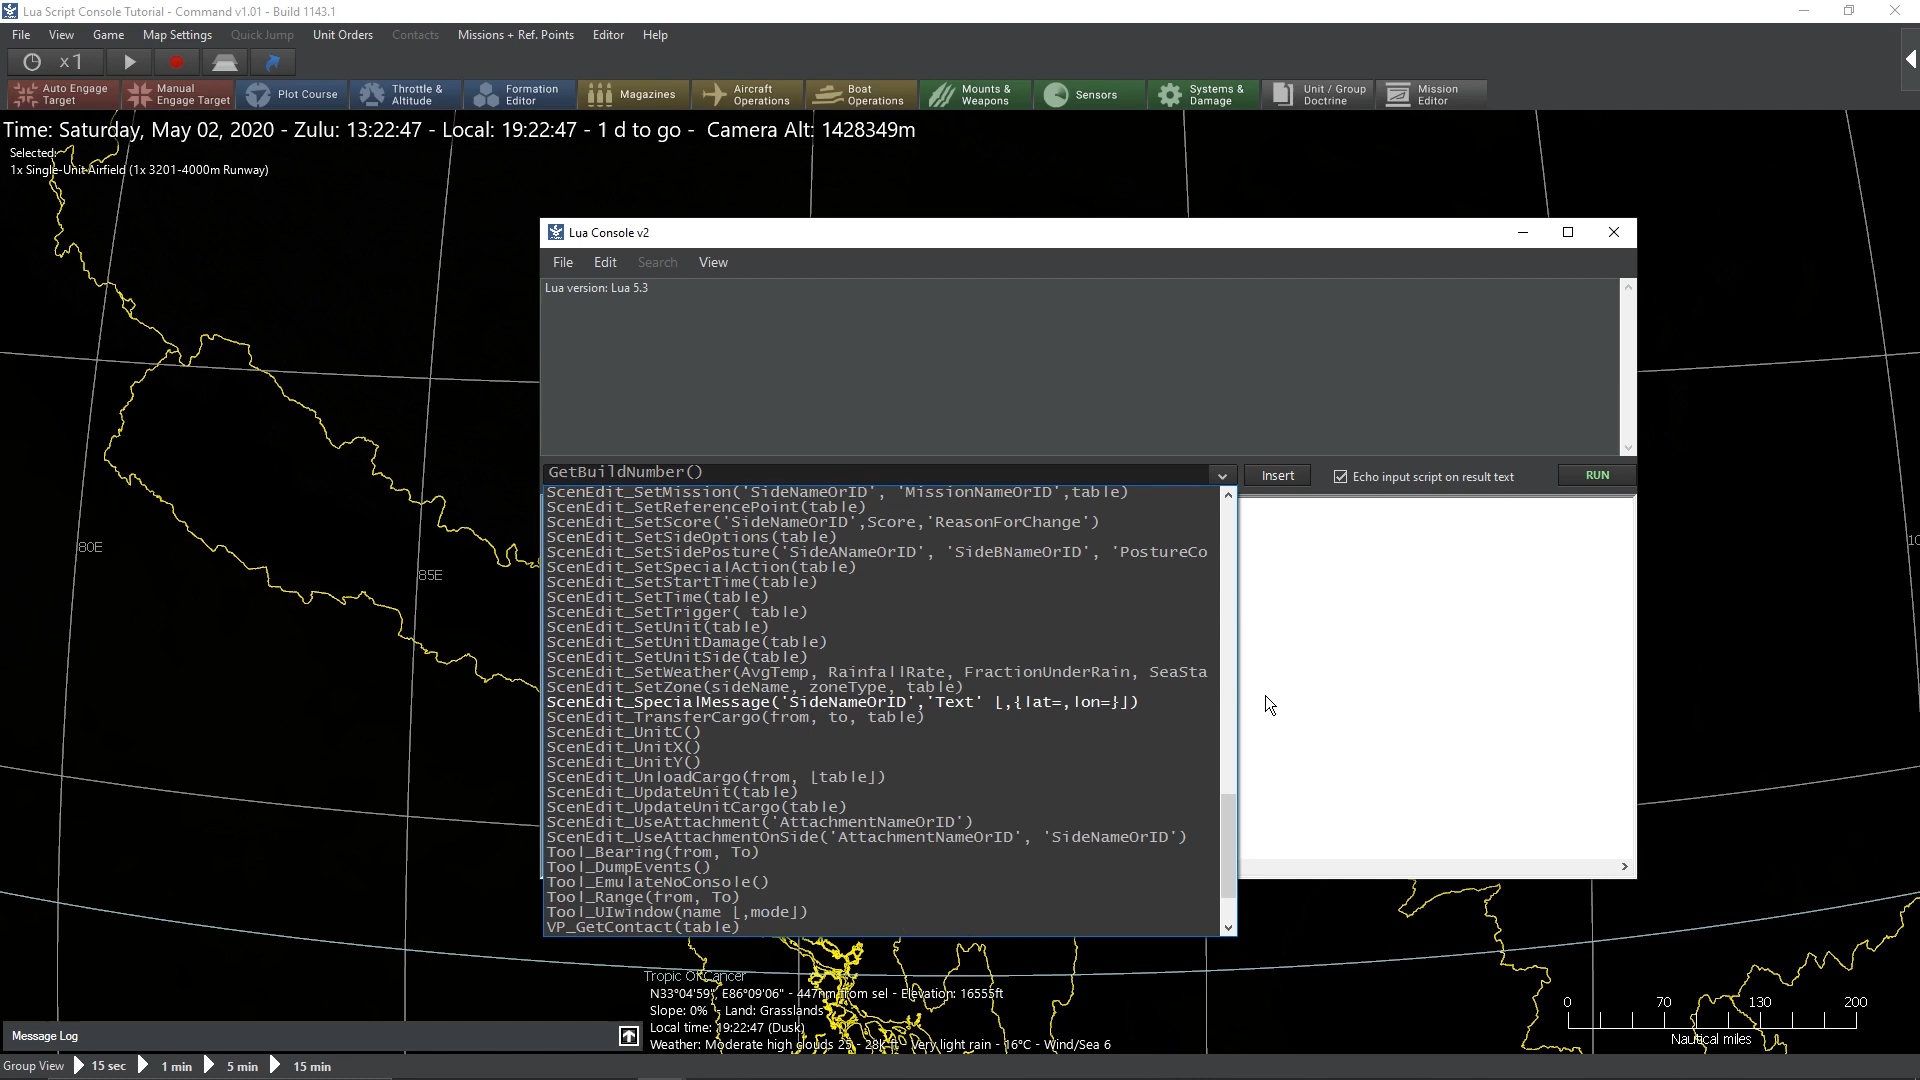 Lua Script Console Tutorial - Command v1.01 - Build 1143.1
File View Game Map Settings Quick Jump Unit Orders Contacts Missions + Ref. Points Editor Help
x1
Auto Engage Target
Manual Engage Target
Plot Course
Throttle & Altitude
Formation Editor
Magazines
Aircraft Operations
Boat Operations
Mounts & Weapons
Sensors
Systems & Damage
Unit / Group Doctrine
Mission Editor
Time: Saturday, May 02, 2020 - Zulu: 13:22:47 - Local: 19:22:47 - 1 d to go - Camera Alt: 1428349m
Selected:
1x Single-Unit Airfield (1x 3201-4000m Runway)
Lua Console v2
File Edit Search View
Lua version: Lua 5.3
GetBuildNumber()
Insert
Echo input script on result text
RUN
ScenEdit_SetMission('SideNameOrID', 'MissionNameOrID',table)
ScenEdit_SetReferencePoint(table)
ScenEdit_SetScore('SideNameOrID',Score,'ReasonForChange')
ScenEdit_SetSideOptions(table)
ScenEdit_SetSidePosture('SideANameOrID', 'SideBNameOrID', 'PostureCo
ScenEdit_SetSpecialAction(table)
ScenEdit_SetStartTime(table)
ScenEdit_SetTime(table)
ScenEdit_SetTrigger( table)
ScenEdit_SetUnit(table)
ScenEdit_SetUnitDamage(table)
ScenEdit_SetUnitSide(table)
ScenEdit_SetWeather(AvgTemp, RainfallRate, FractionUnderRain, SeaSta
ScenEdit_SetZone(sideName, zoneType, table)
ScenEdit_SpecialMessage('SideNameOrID','Text' [,{lat=,lon=}])
ScenEdit_TransferCargo(from, to, table)
ScenEdit_UnitC()
ScenEdit_UnitX()
ScenEdit_UnitY()
ScenEdit_UnloadCargo(from, [table])
ScenEdit_UpdateUnit(table)
ScenEdit_UpdateUnitCargo(table)
ScenEdit_UseAttachment('AttachmentNameOrID')
ScenEdit_UseAttachmentOnSide('AttachmentNameOrID', 'SideNameOrID')
Tool_Bearing(from, To)
Tool_DumpEvents()
Tool_EmulateNoConsole()
Tool_Range(from, To)
Tool_UIwindow(name [,mode])
VP_GetContact(table)
80E
85E
10
Tropic Of Cancer
N33°04'59", E86°09'06" - 447nm from sel - Elevation: 16555ft
Slope: 0% - Land: Grasslands
Local time: 19:22:47 (Dusk)
Weather: Moderate high clouds 25 - 28k ft - Very light rain - 16°C - Wind/Sea 6
0 70 130 200
Nautical miles
Message Log
Group View 15 sec 1 min 5 min 15 min